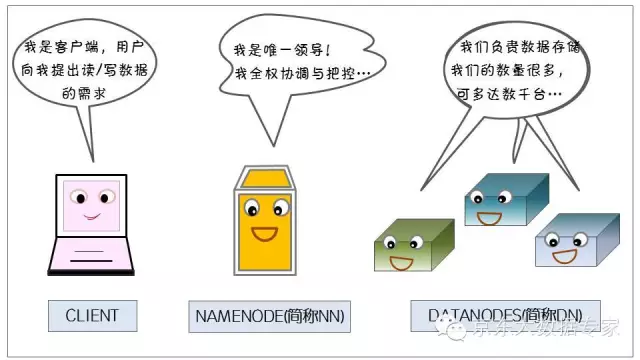 我是客户端，用户
向我提出读/写数据
的需求
我是唯一领导！
我全权协调与把控…
我们负责数据存储
我们的数量很多，
可多达数千台…
CLIENT
NAMENODE(简称NN)
DATANODES(简称DN)
京东大数据专家